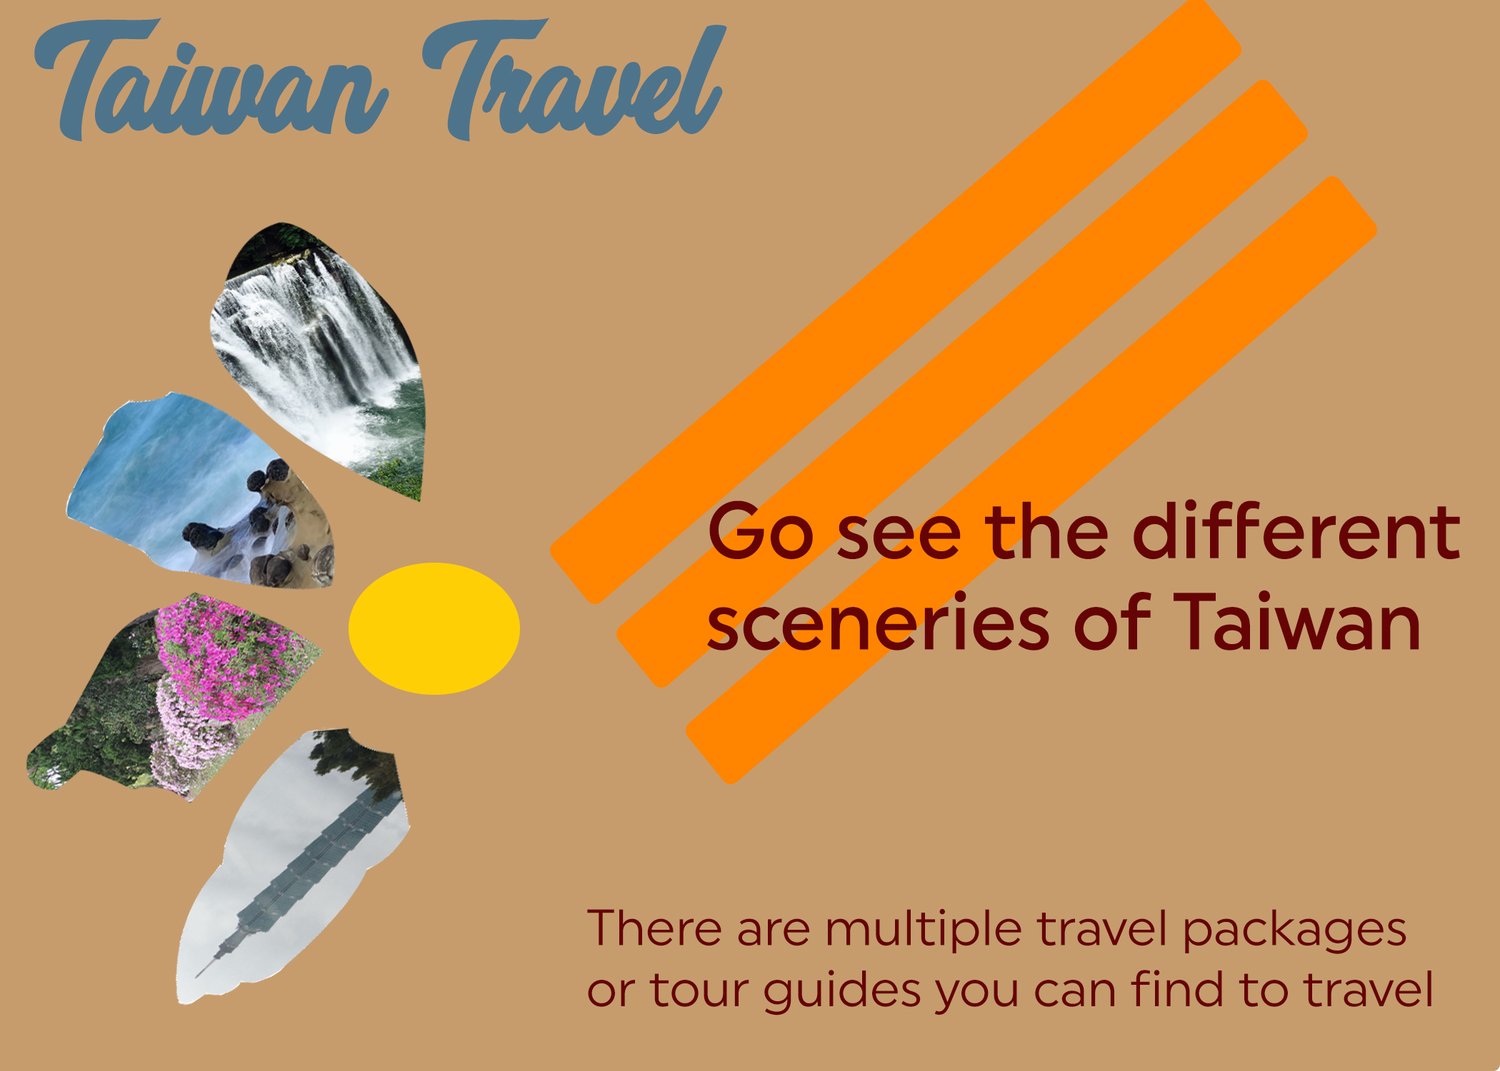 Taiwan Travel
Go see the different
sceneries of Taiwan
There are multiple travel packages
or tour guides you can find to travel